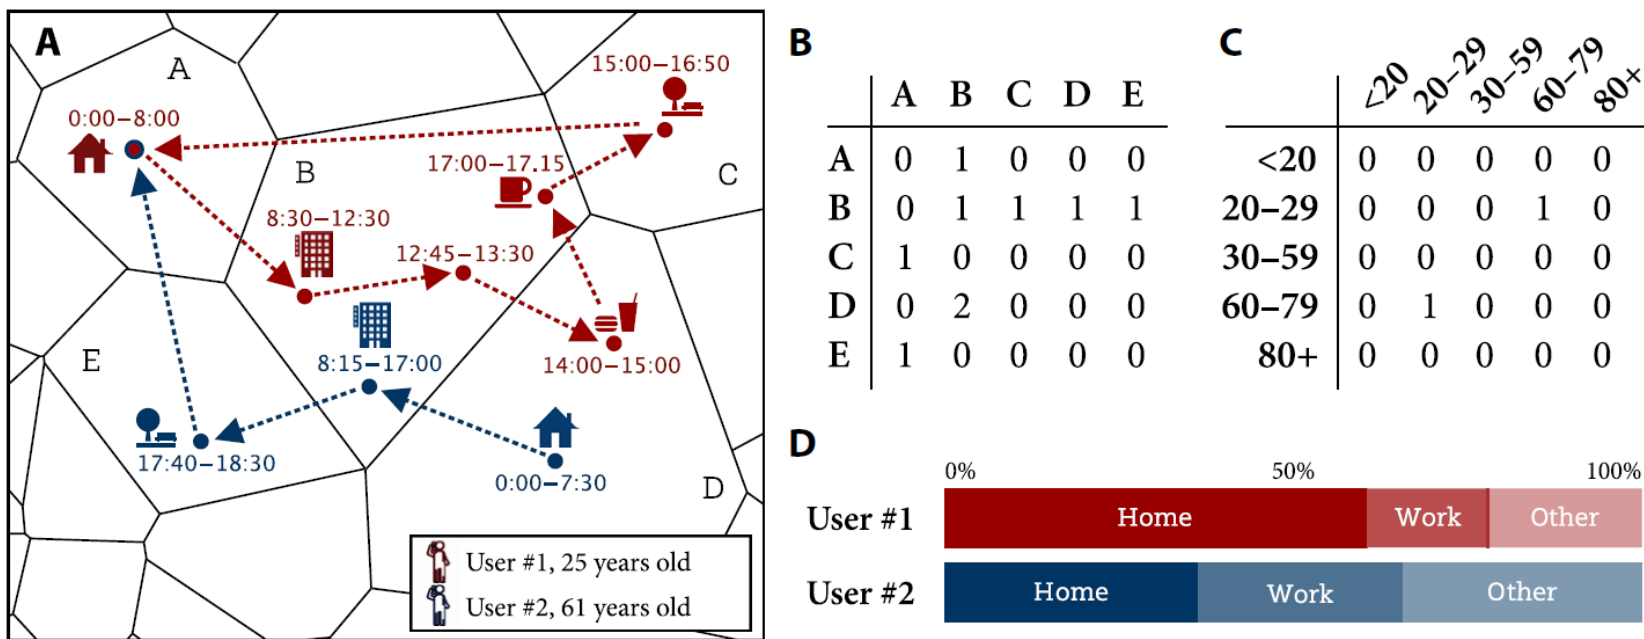 A
A
0:00–8:00
15:00–16:50
B
17:00–17.15
C
8:30–12:30
12:45–13:30
8:15–17:00
E
14:00–15:00
17:40–18:30
0:00–7:30
D
User #1, 25 years old
User #2, 61 years old
B
A B C D E
A 0 1 0 0 0
B 0 1 1 1 1
C 1 0 0 0 0
D 0 2 0 0 0
E 1 0 0 0 0
C
<20 20–29 30–59 60–79 80+
<20 0 0 0 0 0
20–29 0 0 0 1 0
30–59 0 0 0 0 0
60–79 0 1 0 0 0
80+ 0 0 0 0 0
D
0% 50% 100%
User #1 Home Work Other
User #2 Home Work Other